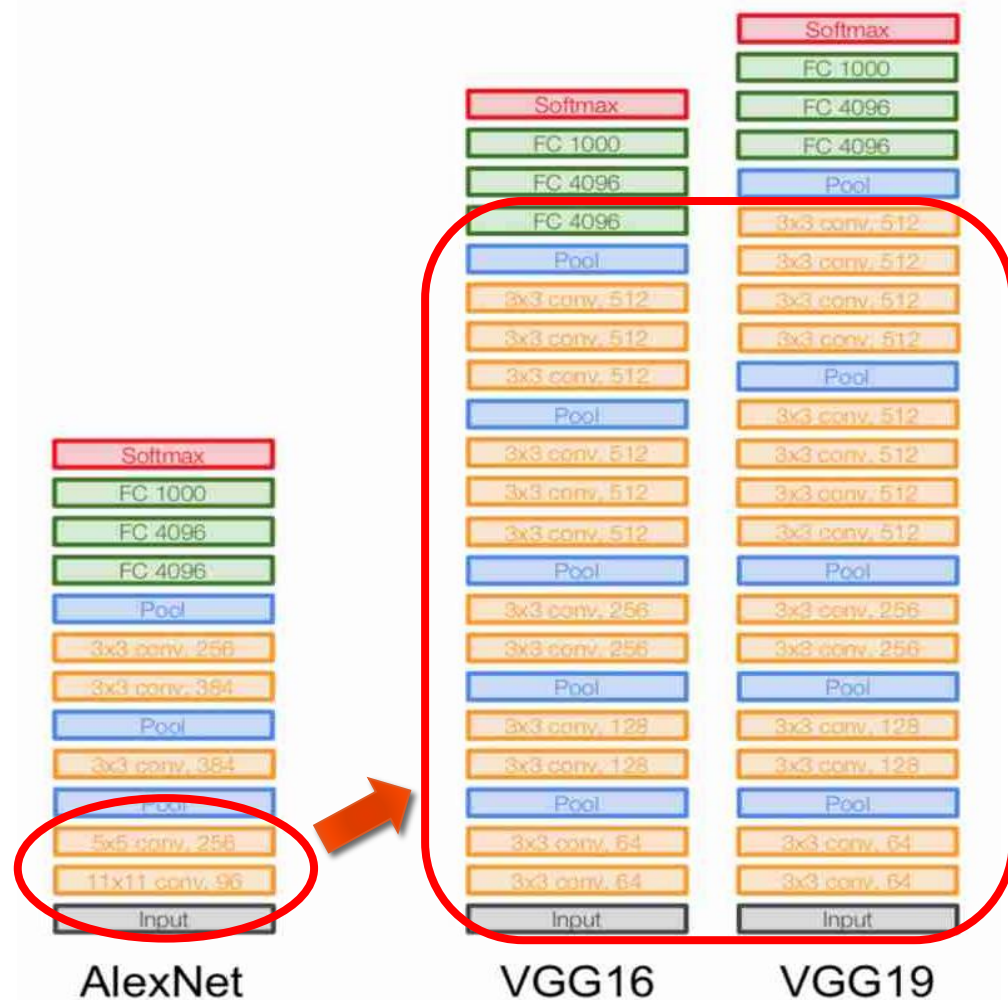 Softmax
FC 1000
FC 4096
FC 4096
Pool
3x3 conv, 256
3x3 conv, 384
Pool
3x3 conv, 384
Pool
5x5 conv, 256
11x11 conv, 96
Input
AlexNet
Softmax
FC 1000
FC 4096
FC 4096
Pool
3x3 conv, 512
3x3 conv, 512
3x3 conv, 512
Pool
3x3 conv, 512
3x3 conv, 512
3x3 conv, 512
Pool
3x3 conv, 256
3x3 conv, 256
Pool
3x3 conv, 128
3x3 conv, 128
Pool
3x3 conv, 64
3x3 conv, 64
Input
VGG16
Softmax
FC 1000
FC 4096
FC 4096
Pool
3x3 conv, 512
3x3 conv, 512
3x3 conv, 512
3x3 conv, 512
Pool
3x3 conv, 512
3x3 conv, 512
3x3 conv, 512
3x3 conv, 512
Pool
3x3 conv, 256
3x3 conv, 256
Pool
3x3 conv, 128
3x3 conv, 128
Pool
3x3 conv, 64
3x3 conv, 64
Input
VGG19